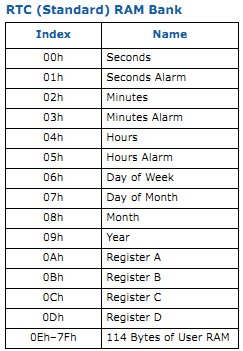 RTC (Standard) RAM Bank
Index Name
00h Seconds
01h Seconds Alarm
02h Minutes
03h Minutes Alarm
04h Hours
05h Hours Alarm
06h Day of Week
07h Day of Month
08h Month
09h Year
0Ah Register A
0Bh Register B
0Ch Register C
0Dh Register D
0Eh–7Fh 114 Bytes of User RAM